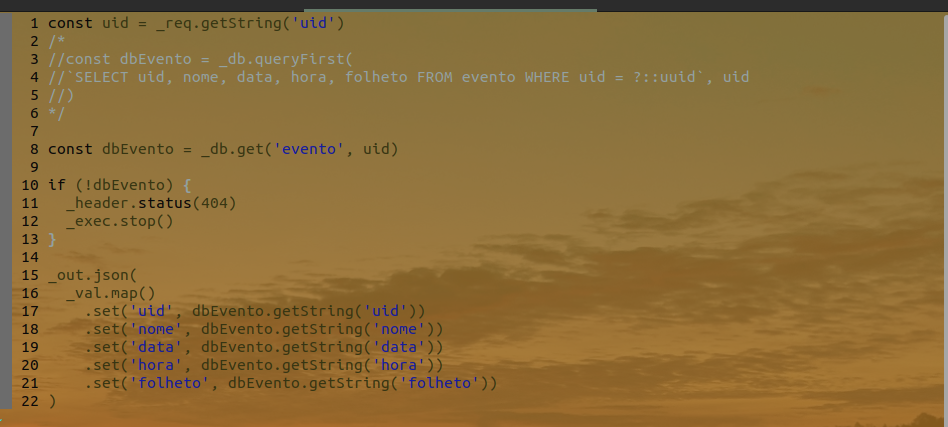 1 const uid = _req.getString('uid')
2 /*
3 //const dbEvento = _db.queryFirst(
4 //`SELECT uid, nome, data, hora, folheto FROM evento WHERE uid = ?::uuid`, uid
5 //)
6 */
7
8 const dbEvento = _db.get('evento', uid)
9
10 if (!dbEvento) {
11   _header.status(404)
12   _exec.stop()
13 }
14
15 _out.json(
16   _val.map()
17     .set('uid', dbEvento.getString('uid'))
18     .set('nome', dbEvento.getString('nome'))
19     .set('data', dbEvento.getString('data'))
20     .set('hora', dbEvento.getString('hora'))
21     .set('folheto', dbEvento.getString('folheto'))
22 )